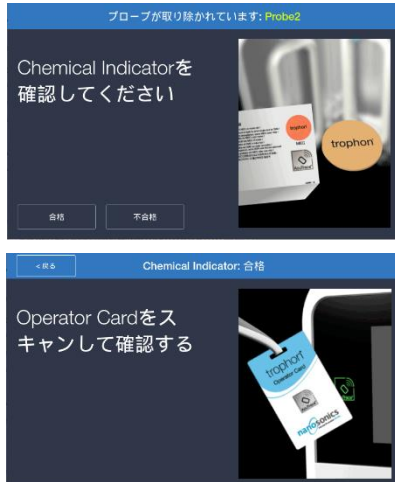 プローブが取り除かれています: Probe2
Chemical Indicatorを
確認してください
trophon
trophon
AcuTrace
合格
不合格
<戻る
Chemical Indicator: 合格
Operator Cardをス
キャンして確認する
trophon
Operator Card
AcuTrace
nanosonics